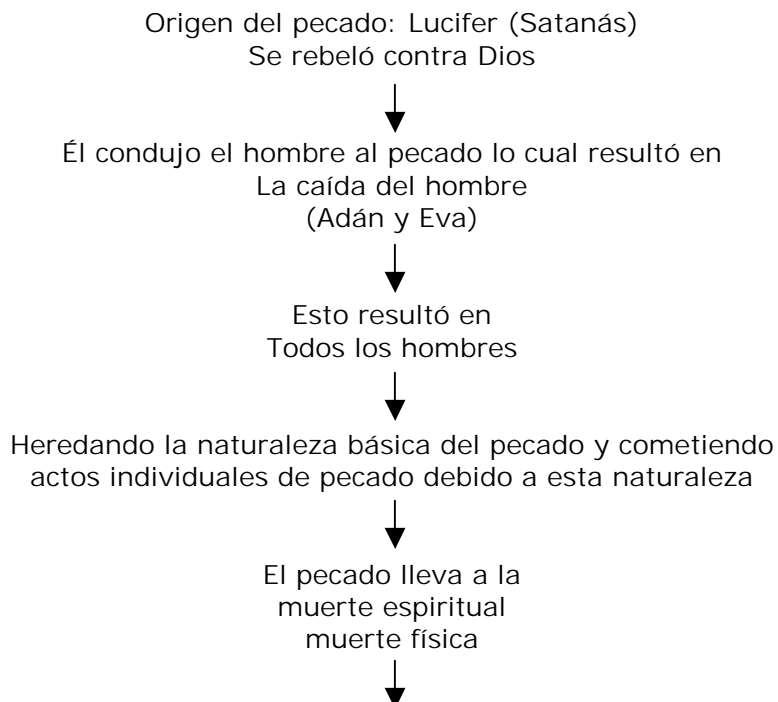 Origen del pecado: Lucifer (Satanás)
Se rebeló contra Dios
Él condujo el hombre al pecado lo cual resultó en
La caída del hombre
(Adán y Eva)
Esto resultó en
Todos los hombres
Heredando la naturaleza básica del pecado y cometiendo
actos individuales de pecado debido a esta naturaleza
El pecado lleva a la
muerte espiritual
muerte física